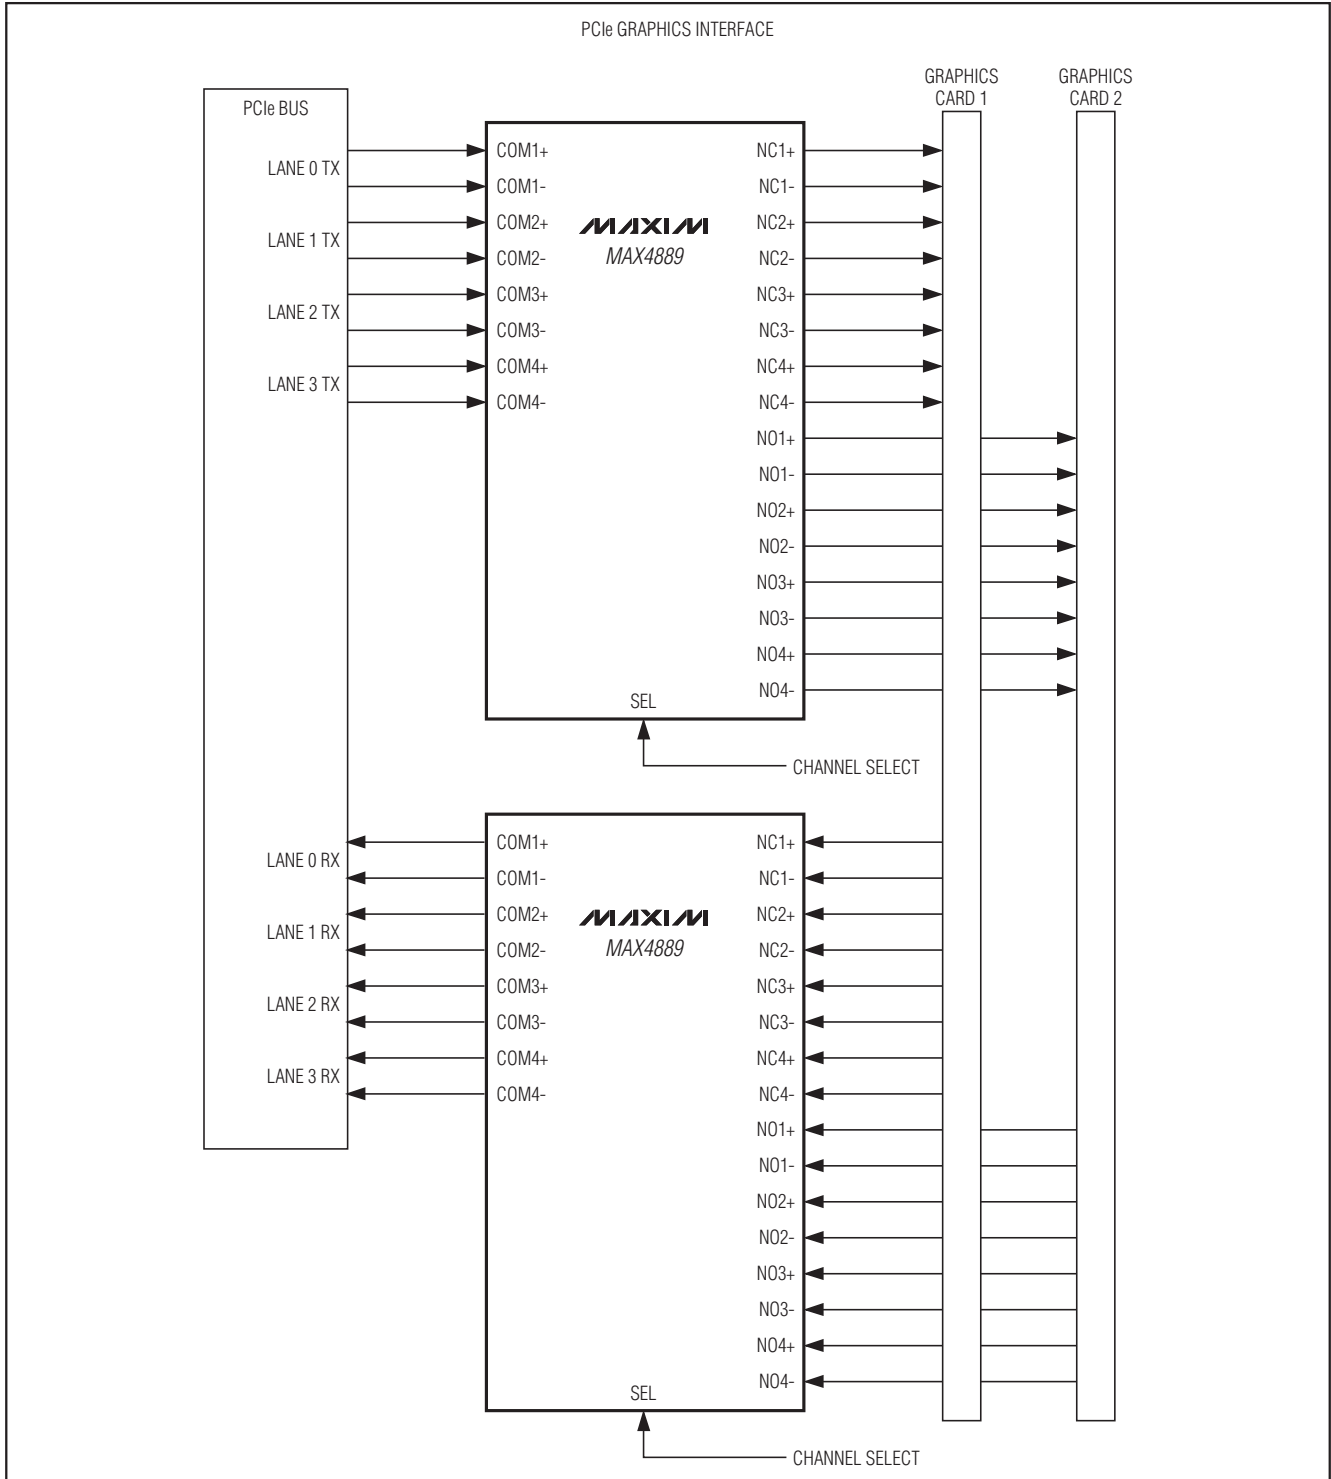 PCIe GRAPHICS INTERFACE
GRAPHICS
CARD 1
GRAPHICS
CARD 2
PCIe BUS
LANE 0 TX
LANE 1 TX
LANE 2 TX
LANE 3 TX
COM1+
COM1-
COM2+
COM2-
COM3+
COM3-
COM4+
COM4-
MAXIM
MAX4889
NC1+
NC1-
NC2+
NC2-
NC3+
NC3-
NC4+
NC4-
NO1+
NO1-
NO2+
NO2-
NO3+
NO3-
NO4+
NO4-
SEL
CHANNEL SELECT
LANE 0 RX
LANE 1 RX
LANE 2 RX
LANE 3 RX
COM1+
COM1-
COM2+
COM2-
COM3+
COM3-
COM4+
COM4-
MAXIM
MAX4889
NC1+
NC1-
NC2+
NC2-
NC3+
NC3-
NC4+
NC4-
NO1+
NO1-
NO2+
NO2-
NO3+
NO3-
NO4+
NO4-
SEL
CHANNEL SELECT